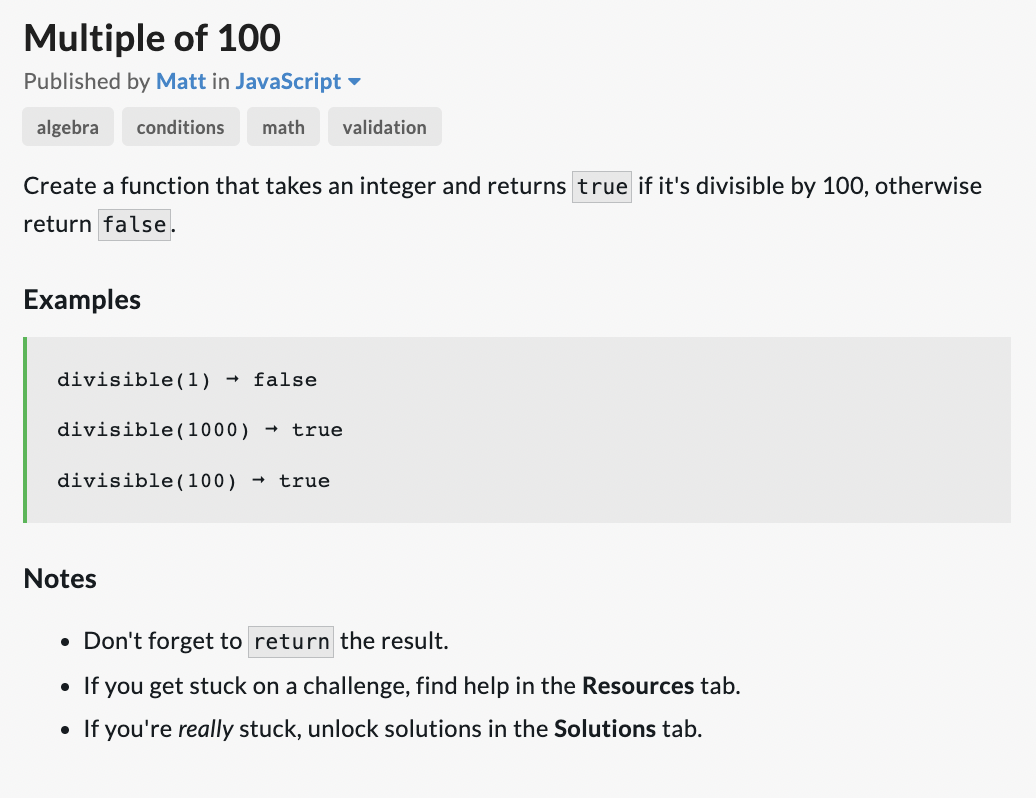 Multiple of 100
Published by Matt in JavaScript
algebra conditions math validation
Create a function that takes an integer and returns true if it's divisible by 100, otherwise
return false.
Examples
divisible(1) ➞ false
divisible(1000) ➞ true
divisible(100) ➞ true
Notes
• Don't forget to return the result.
• If you get stuck on a challenge, find help in the Resources tab.
• If you're really stuck, unlock solutions in the Solutions tab.